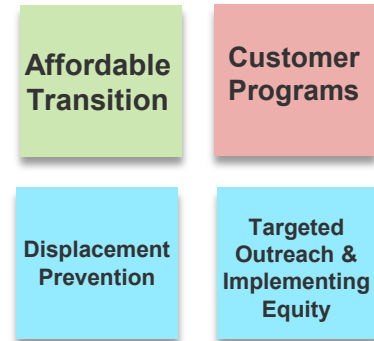 Affordable
Transition
Customer
Programs
Displacement
Prevention
Targeted
Outreach &
Implementing
Equity